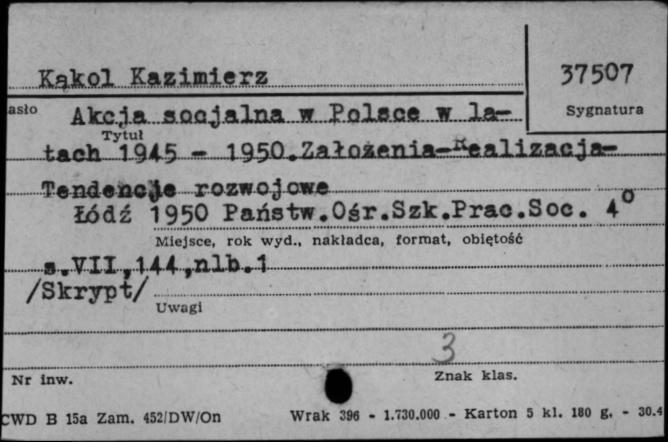 Kąkol Kazimierz
37507
asło
Sygnatura
Akcja socjalna w Polsce w la-
Tytuł
tach 1945 - 1950.Założenia-Realizacja-
Tendencje rozwojowe
Łódź 1950 Państw.Ośr.Szk.Prac.Soc. 4°
Miejsce, rok wyd., nakładca, format, objętość
s.VII,144,nlb.1
/Skrypt/
Uwagi
3
Nr inw.
Znak klas.
CWD B 15a Zam. 452/DW/On
Wrak 396 - 1.730.000 - Karton 5 kl. 180 g. - 30.4